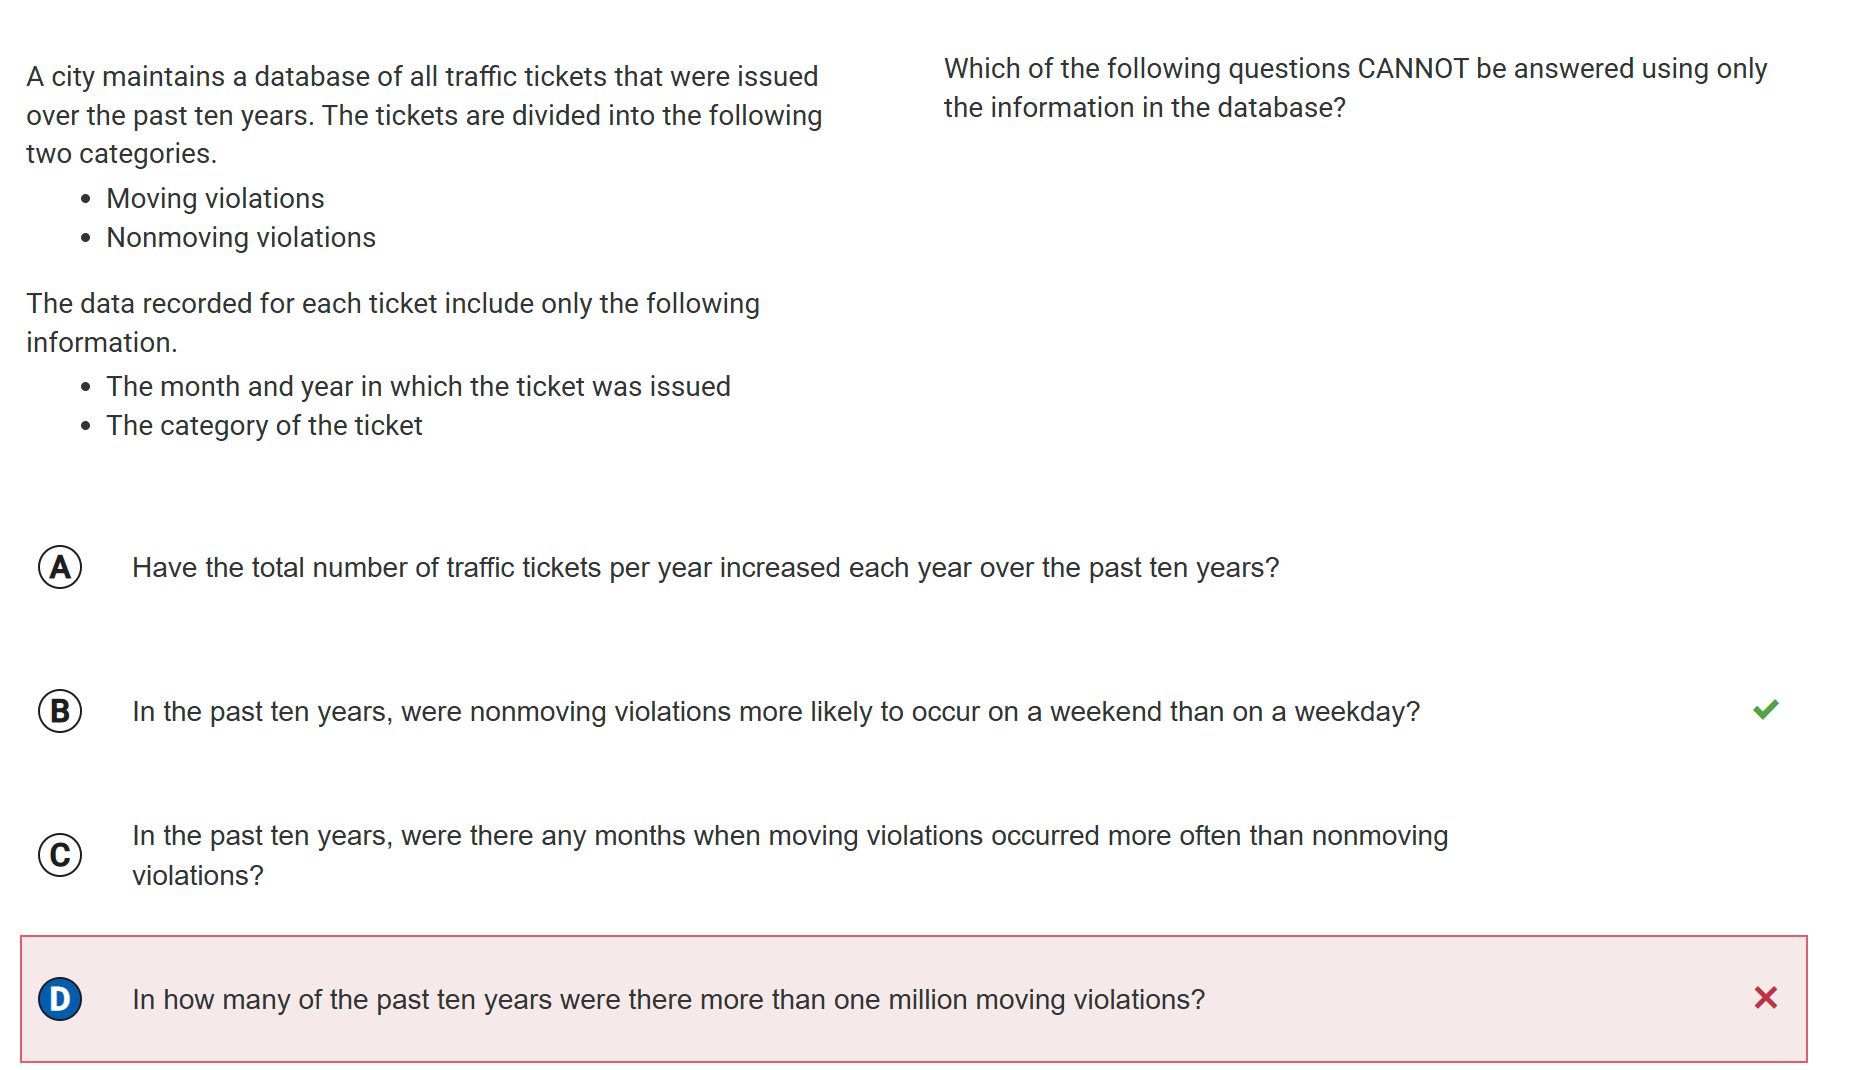 A city maintains a database of all traffic tickets that were issued
over the past ten years. The tickets are divided into the following
two categories.
• Moving violations
• Nonmoving violations
The data recorded for each ticket include only the following
information.
• The month and year in which the ticket was issued
• The category of the ticket
Which of the following questions CANNOT be answered using only
the information in the database?
A Have the total number of traffic tickets per year increased each year over the past ten years?
B In the past ten years, were nonmoving violations more likely to occur on a weekend than on a weekday?
C In the past ten years, were there any months when moving violations occurred more often than nonmoving
violations?
D In how many of the past ten years were there more than one million moving violations?